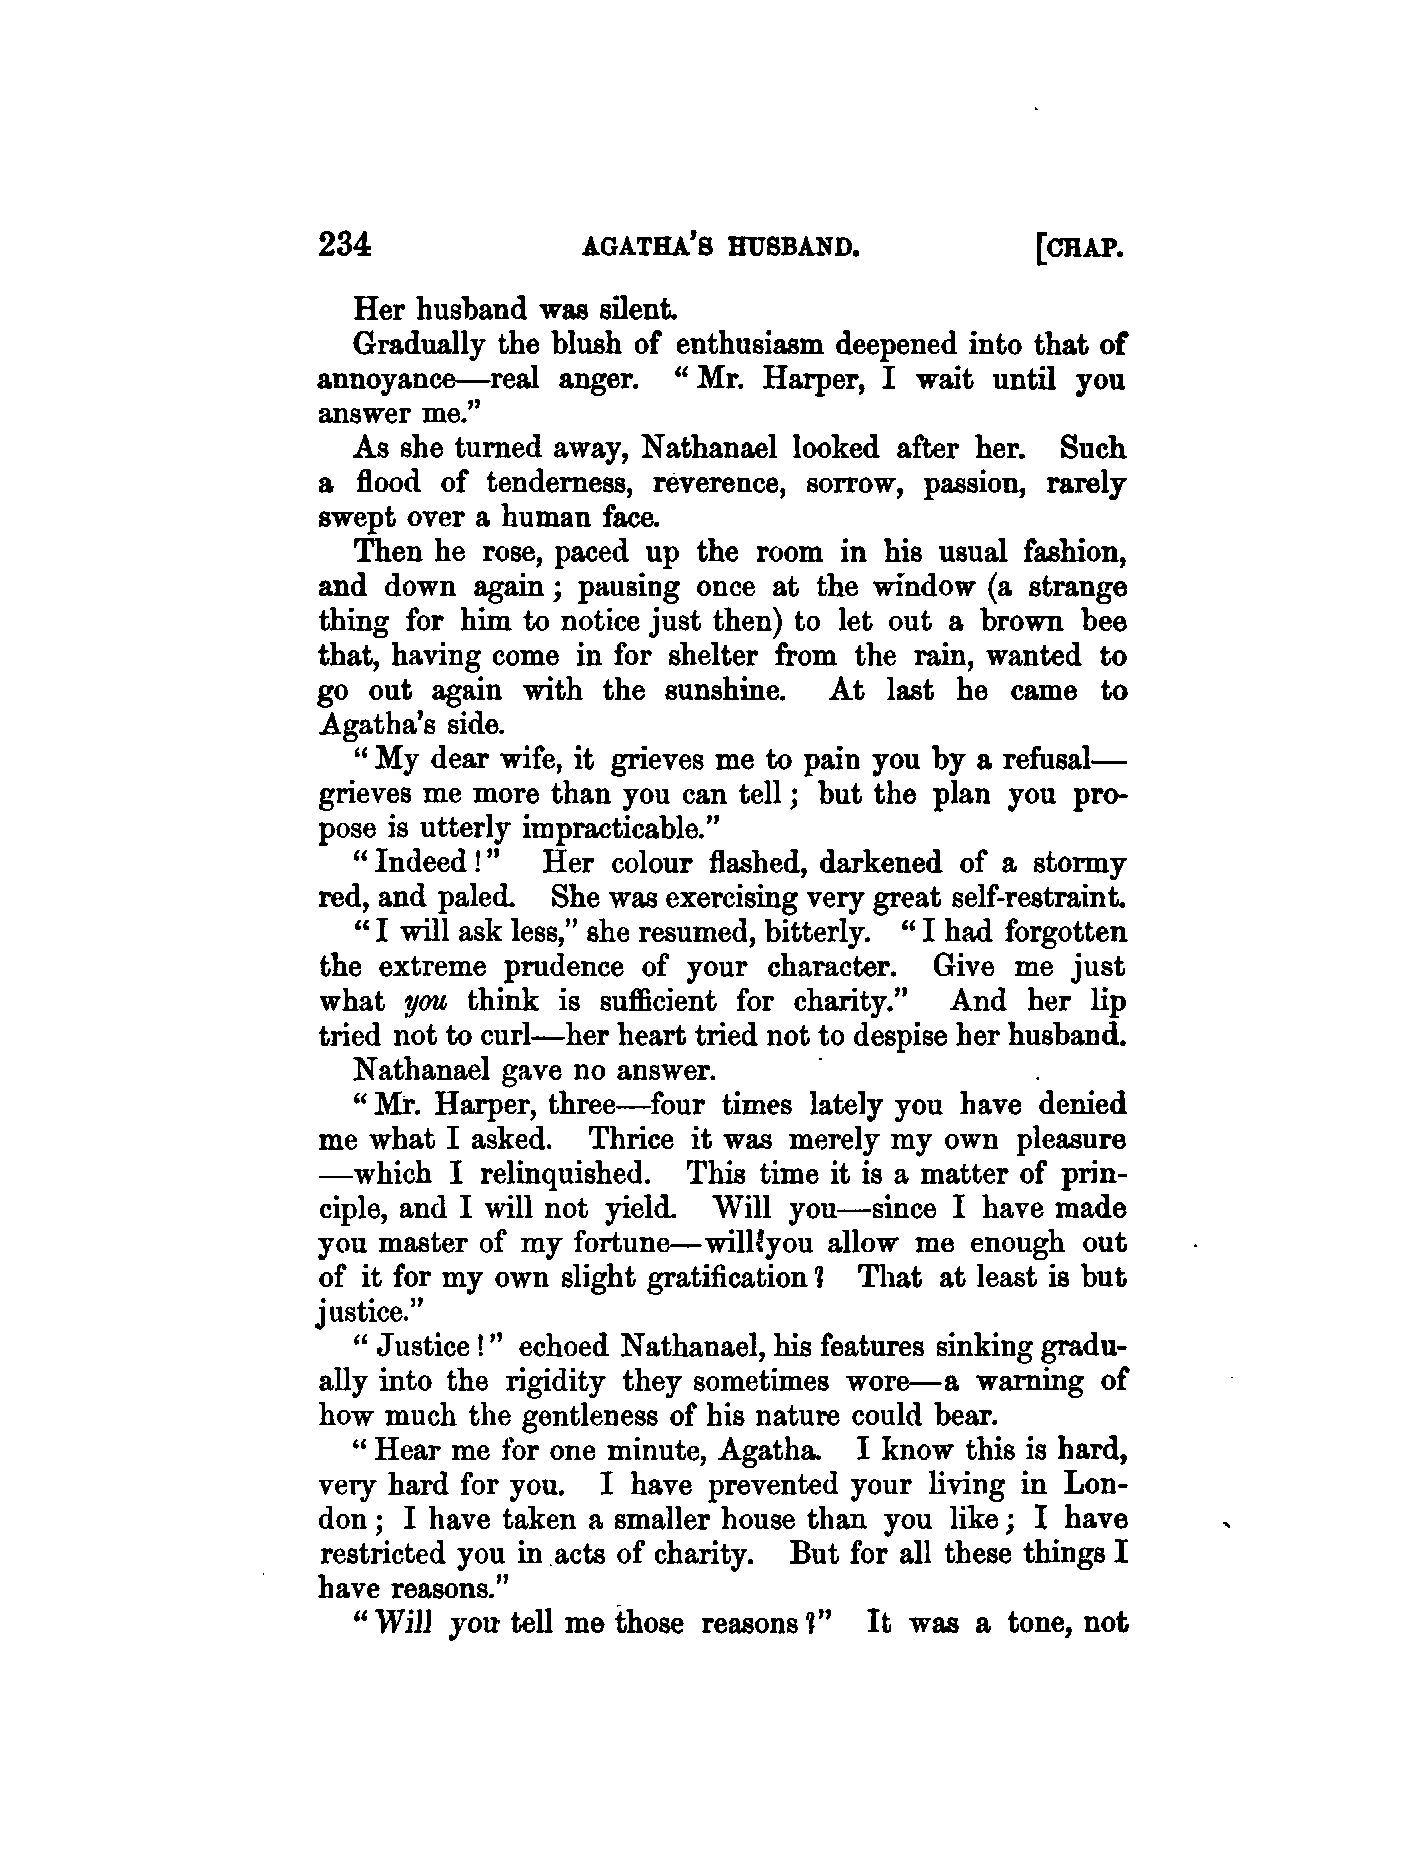 234 AGATHA'S HUSBAND. [CHAP.
Her husband was silent.
Gradually the blush of enthusiasm deepened into that of
annoyance—real anger. "Mr. Harper, I wait until you
answer me."
As she turned away, Nathanael looked after her. Such
a flood of tenderness, reverence, sorrow, passion, rarely
swept over a human face.
Then he rose, paced up the room in his usual fashion,
and down again; pausing once at the window (a strange
thing for him to notice just then) to let out a brown bee
that, having come in for shelter from the rain, wanted to
go out again with the sunshine. At last he came to
Agatha's side.
"My dear wife, it grieves me to pain you by a refusal—
grieves me more than you can tell; but the plan you pro-
pose is utterly impracticable."
"Indeed!" Her colour flashed, darkened of a stormy
red, and paled. She was exercising very great self-restraint.
"I will ask less," she resumed, bitterly. "I had forgotten
the extreme prudence of your character. Give me just
what you think is sufficient for charity." And her lip
tried not to curl—her heart tried not to despise her husband.
Nathanael gave no answer.
"Mr. Harper, three—four times lately you have denied
me what I asked. Thrice it was merely my own pleasure
—which I relinquished. This time it is a matter of prin-
ciple, and I will not yield. Will you—since I have made
you master of my fortune—will you allow me enough out
of it for my own slight gratification? That at least is but
justice."
"Justice!" echoed Nathanael, his features sinking gradu-
ally into the rigidity they sometimes wore—a warning of
how much the gentleness of his nature could bear.
"Hear me for one minute, Agatha. I know this is hard,
very hard for you. I have prevented your living in Lon-
don; I have taken a smaller house than you like; I have
restricted you in acts of charity. But for all these things I
have reasons."
"Will you tell me those reasons?" It was a tone, not